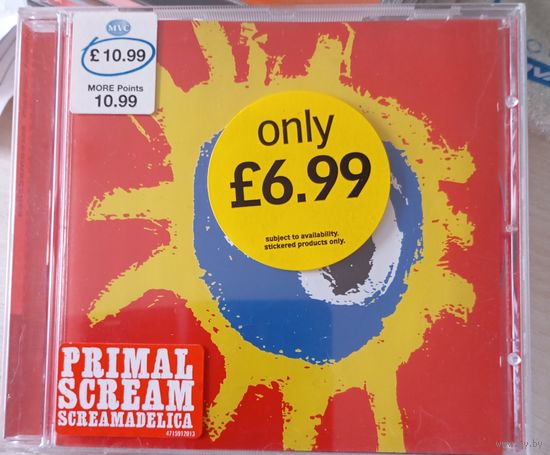 MVC
£10.99
MORE Points
10.99
only
£6.99
subject to availability.
stickered products only.
PRIMAL
SCREAM
SCREAMADELICA
4715912013